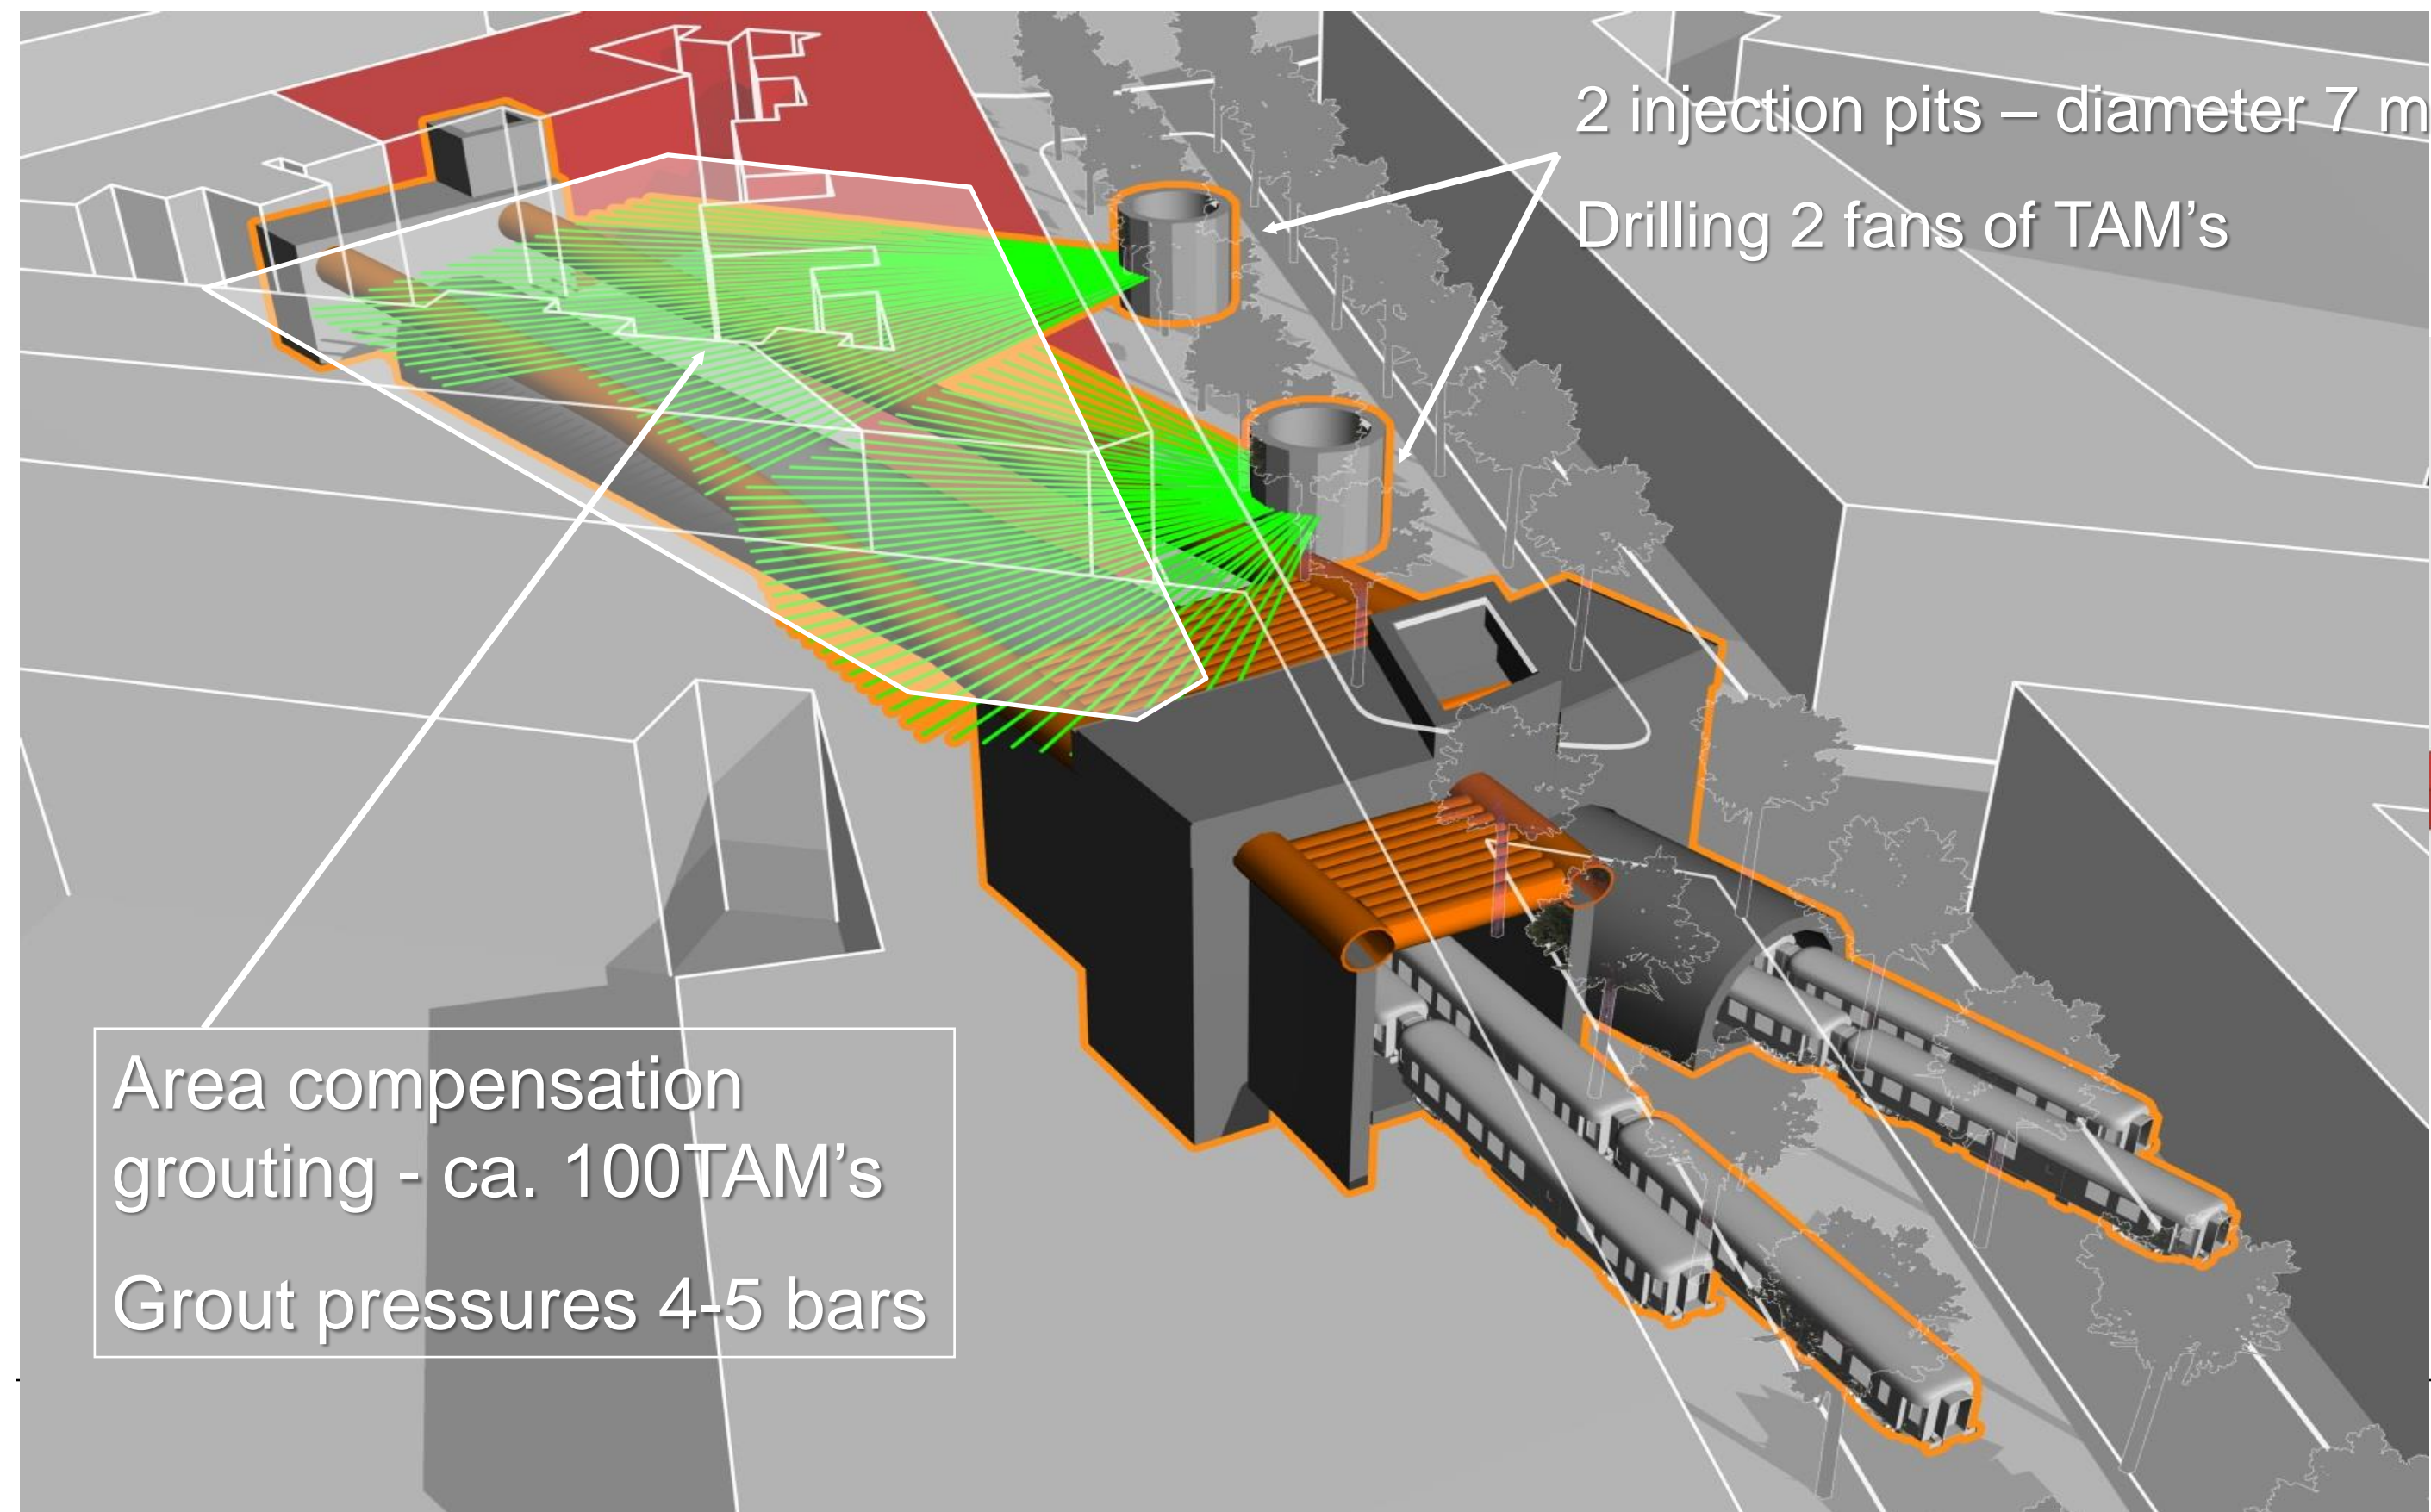 2 injection pits – diameter 7 m
Drilling 2 fans of TAM’s
Area compensation
grouting - ca. 100TAM’s
Grout pressures 4-5 bars